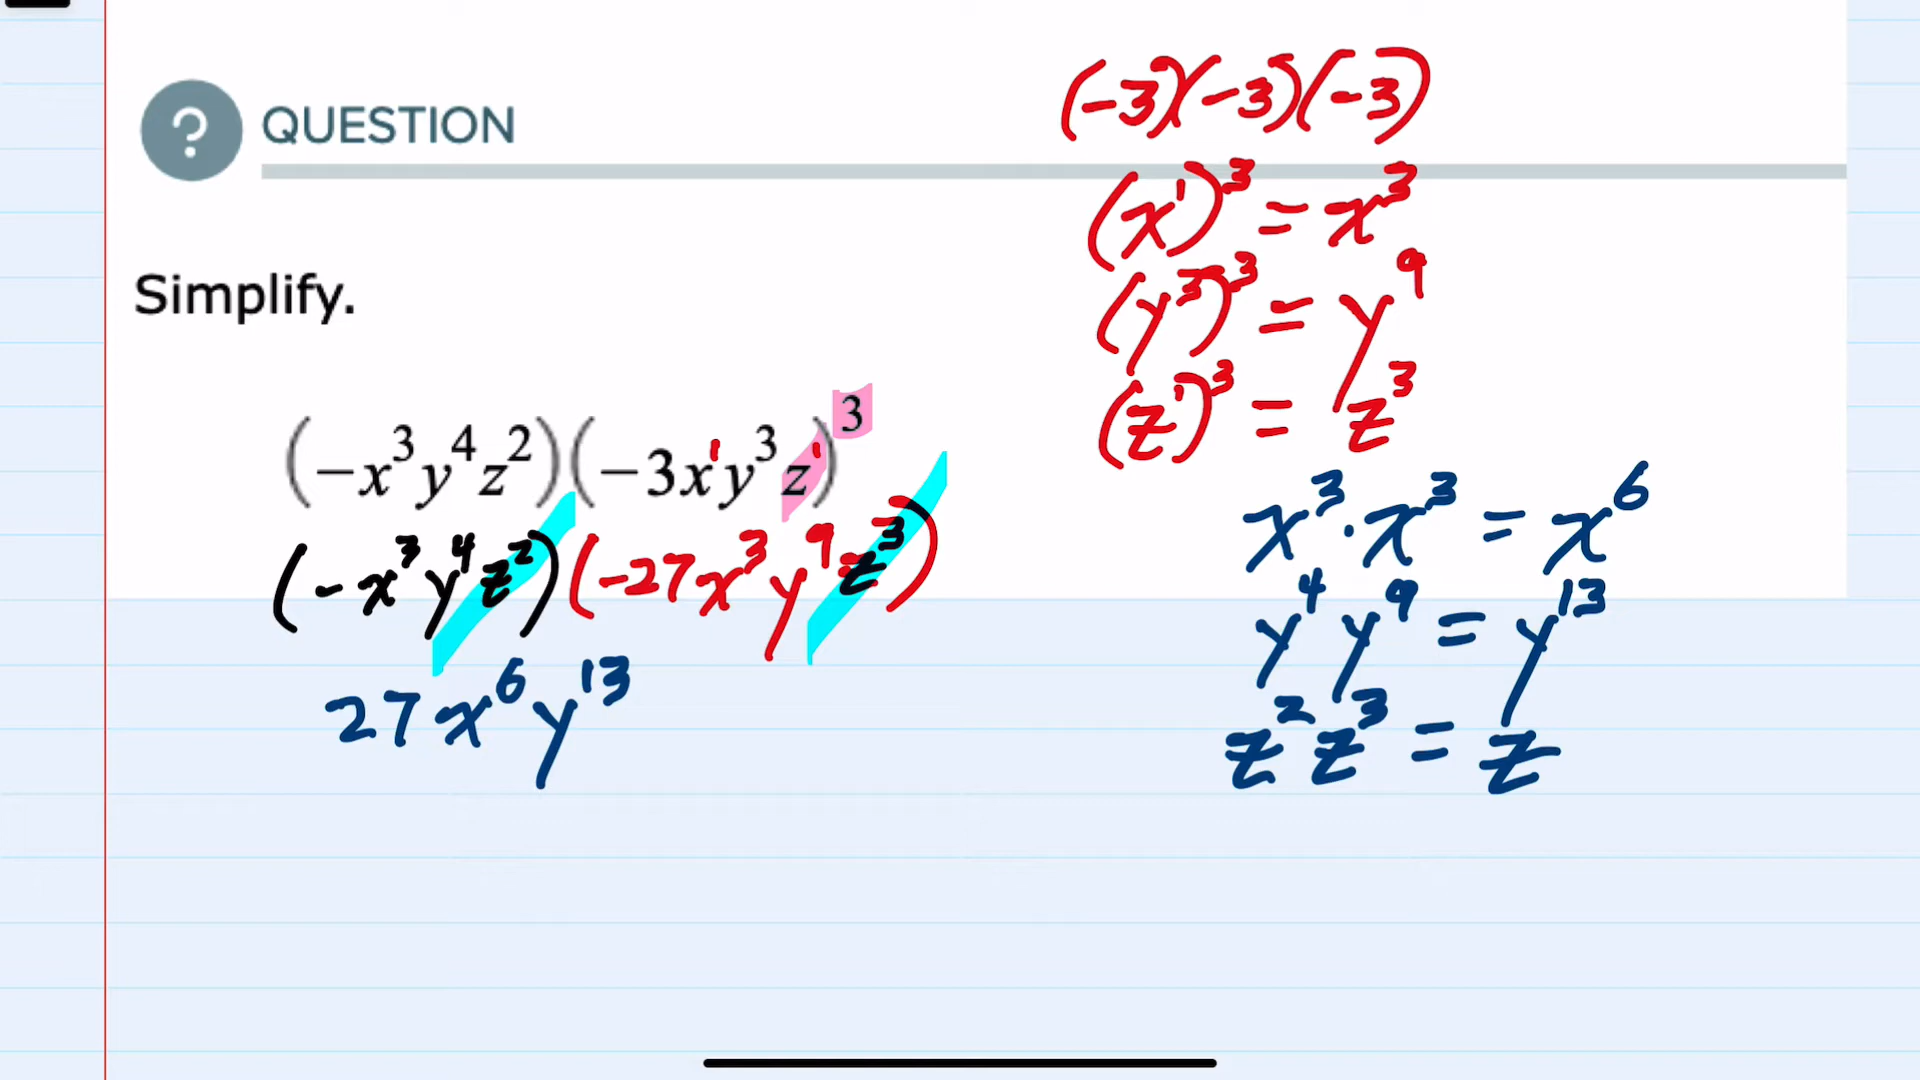 QUESTION
Simplify.
(−x³y⁴z²)(−3x¹y³z¹)³
(−x³y⁴z²)(−27x³y⁹z³)
27x⁶y¹³
(−3)(−3)(−3)
(x¹)³ = x³
(y³)³ = y⁹
(z¹)³ = z³
x³·x³ = x⁶
y⁴y⁹ = y¹³
z²z³ = z